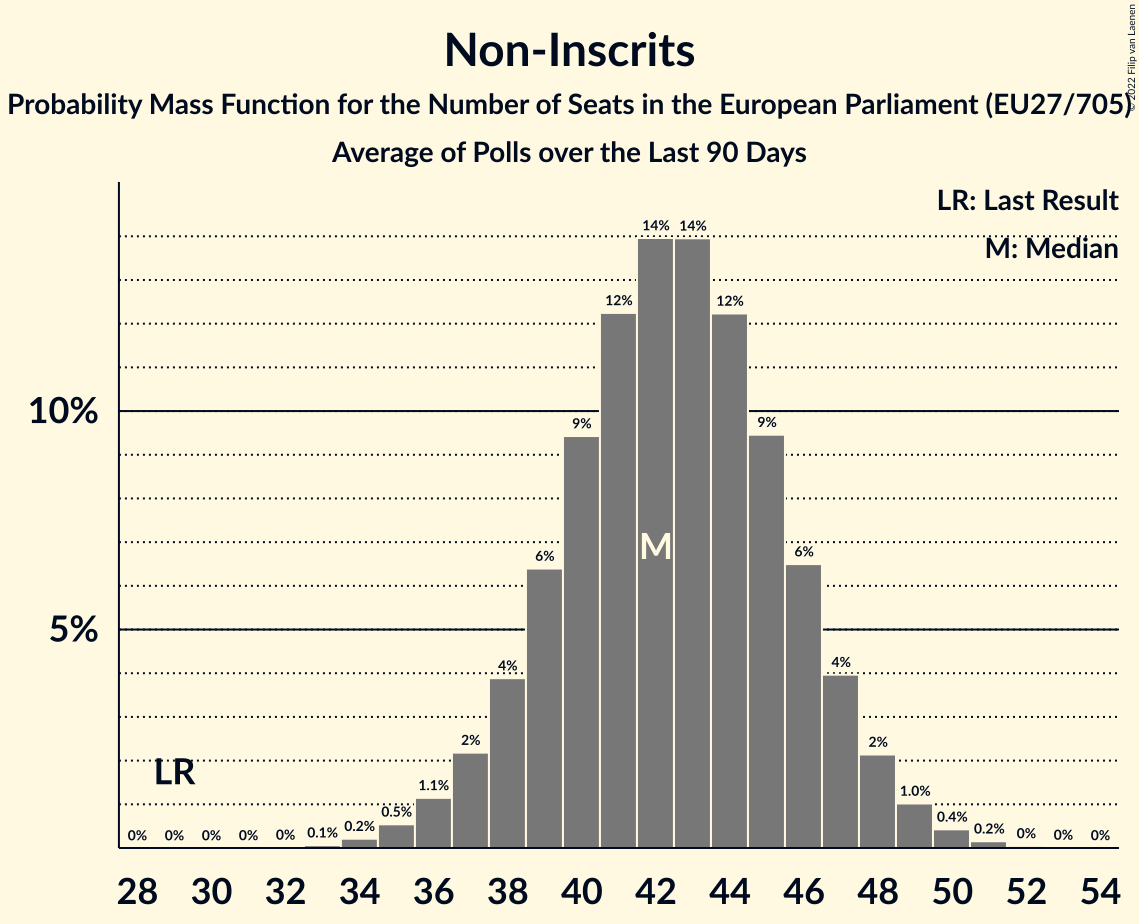 Non-Inscrits
Probability Mass Function for the Number of Seats in the European Parliament (EU27/705)
Average of Polls over the Last 90 Days
© 2022 Filip van Laenen
LR: Last Result
M: Median
14% 14%
12% 12%
10%
9% 9%
6% 6%
M
5%
4% 4%
2% 2%
LR
1.1% 1.0%
0.5% 0.4%
0% 0% 0% 0% 0% 0.1% 0.2% 0.2% 0% 0% 0%
28 30 32 34 36 38 40 42 44 46 48 50 52 54